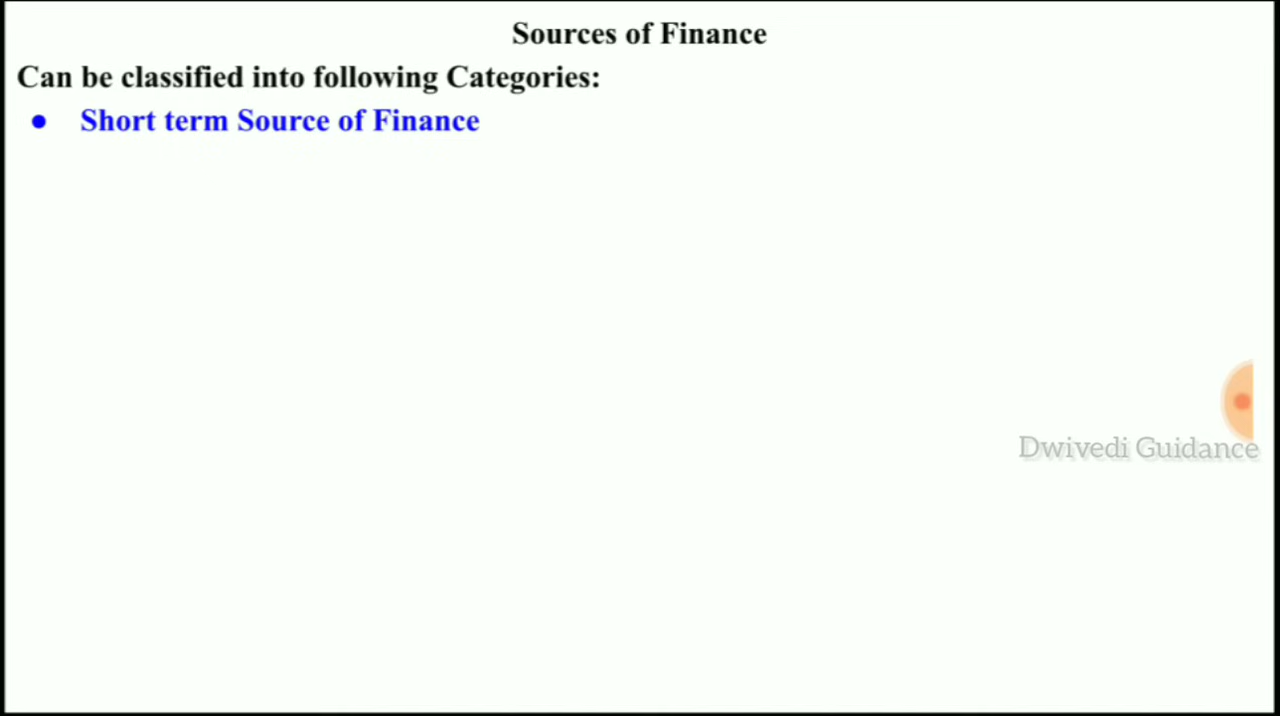 Sources of Finance
Can be classified into following Categories:
● Short term Source of Finance
Dwivedi Guidance